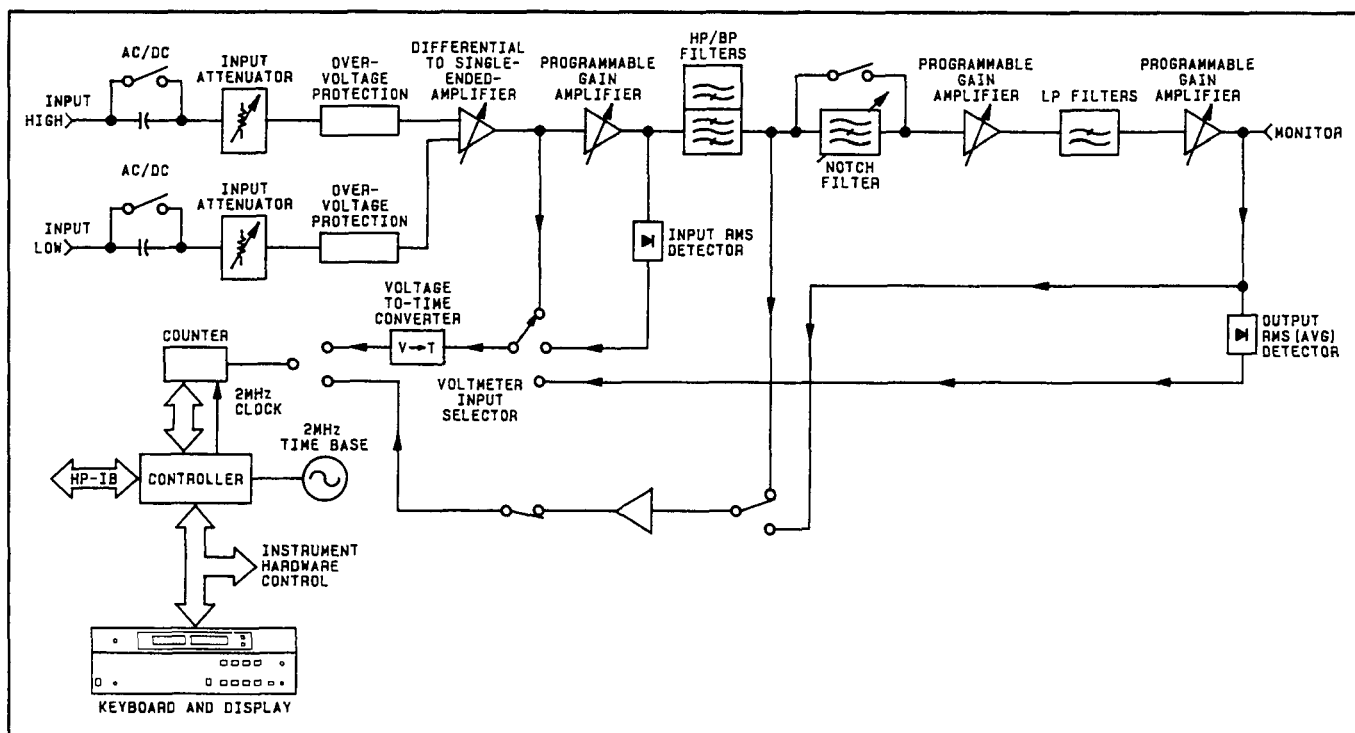 AC/DC
INPUT
ATTENUATOR
OVER-
VOLTAGE
PROTECTION
DIFFERENTIAL
TO SINGLE-
ENDED-
AMPLIFIER
PROGRAMMABLE
GAIN
AMPLIFIER
HP/BP
FILTERS
PROGRAMMABLE
GAIN
AMPLIFIER
LP FILTERS
PROGRAMMABLE
GAIN
AMPLIFIER
INPUT
HIGH
MONITOR
NOTCH
FILTER
AC/DC
INPUT
ATTENUATOR
OVER-
VOLTAGE
PROTECTION
INPUT
LOW
INPUT RMS
DETECTOR
VOLTAGE
TO-TIME
CONVERTER
V→T
COUNTER
2MHz
CLOCK
VOLTMETER
INPUT
SELECTOR
OUTPUT
RMS(AVG)
DETECTOR
2MHz
TIME BASE
HP-IB
CONTROLLER
INSTRUMENT
HARDWARE
CONTROL
KEYBOARD AND DISPLAY